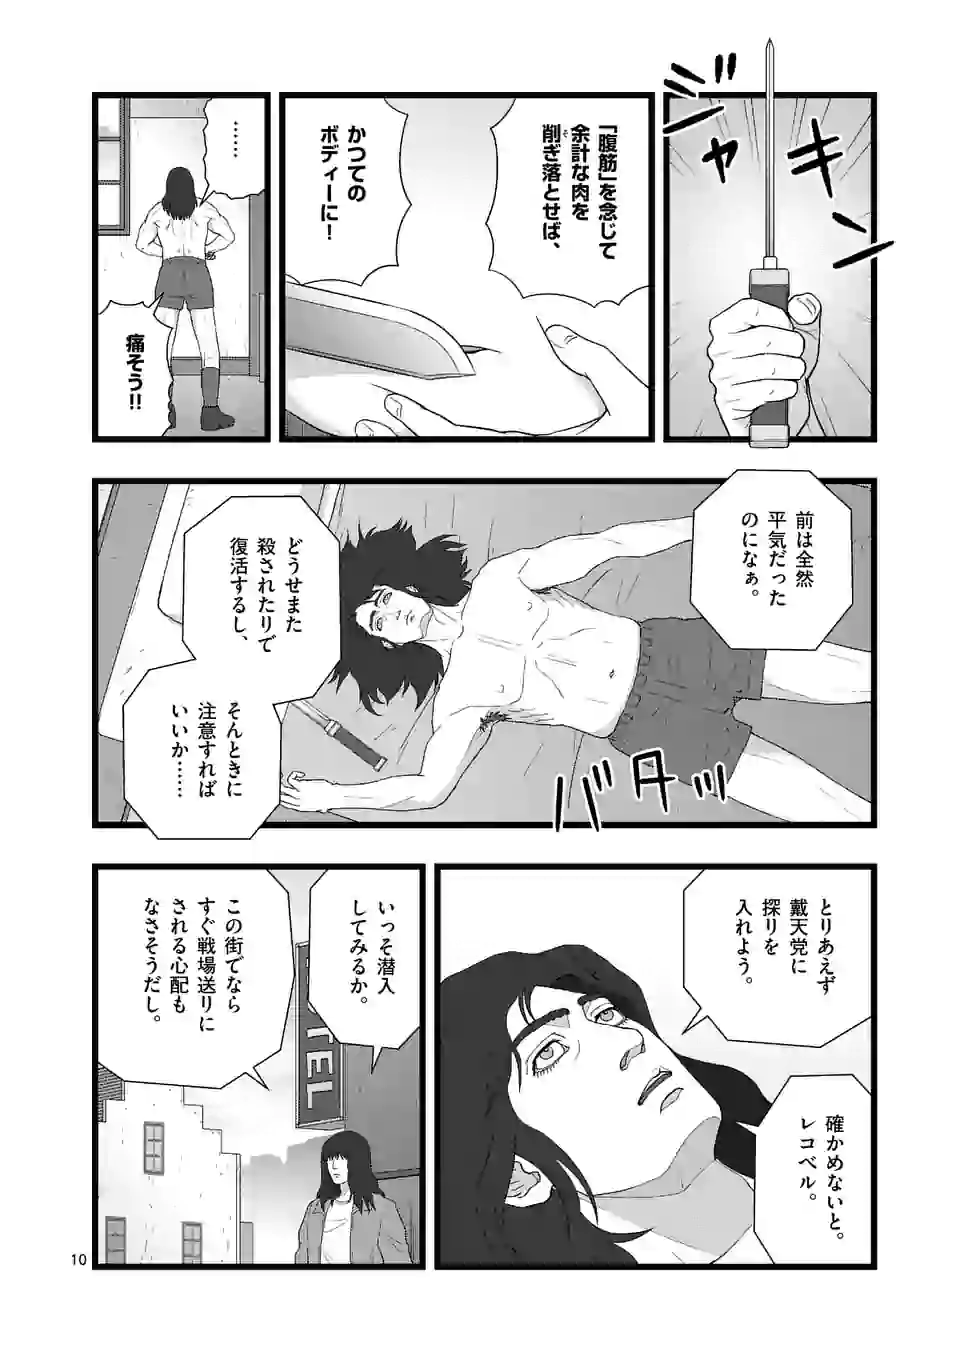 ジャキン
「腹筋」を念じて
余計な肉を
削ぎ落とせば、
かつての
ボディーに!
……
痛そう!!
前は全然
平気だった
のになぁ。
バタッ
どうせまた
殺されたりで
復活するし、
そんときに
注意すれば
いいか……
とりあえず
戴天党に
探りを
入れよう。
確かめないと。
レコベル。
いっそ潜入
してみるか。
この街でなら
すぐ戦場送りに
される心配も
なさそうだし。
OTEL
10